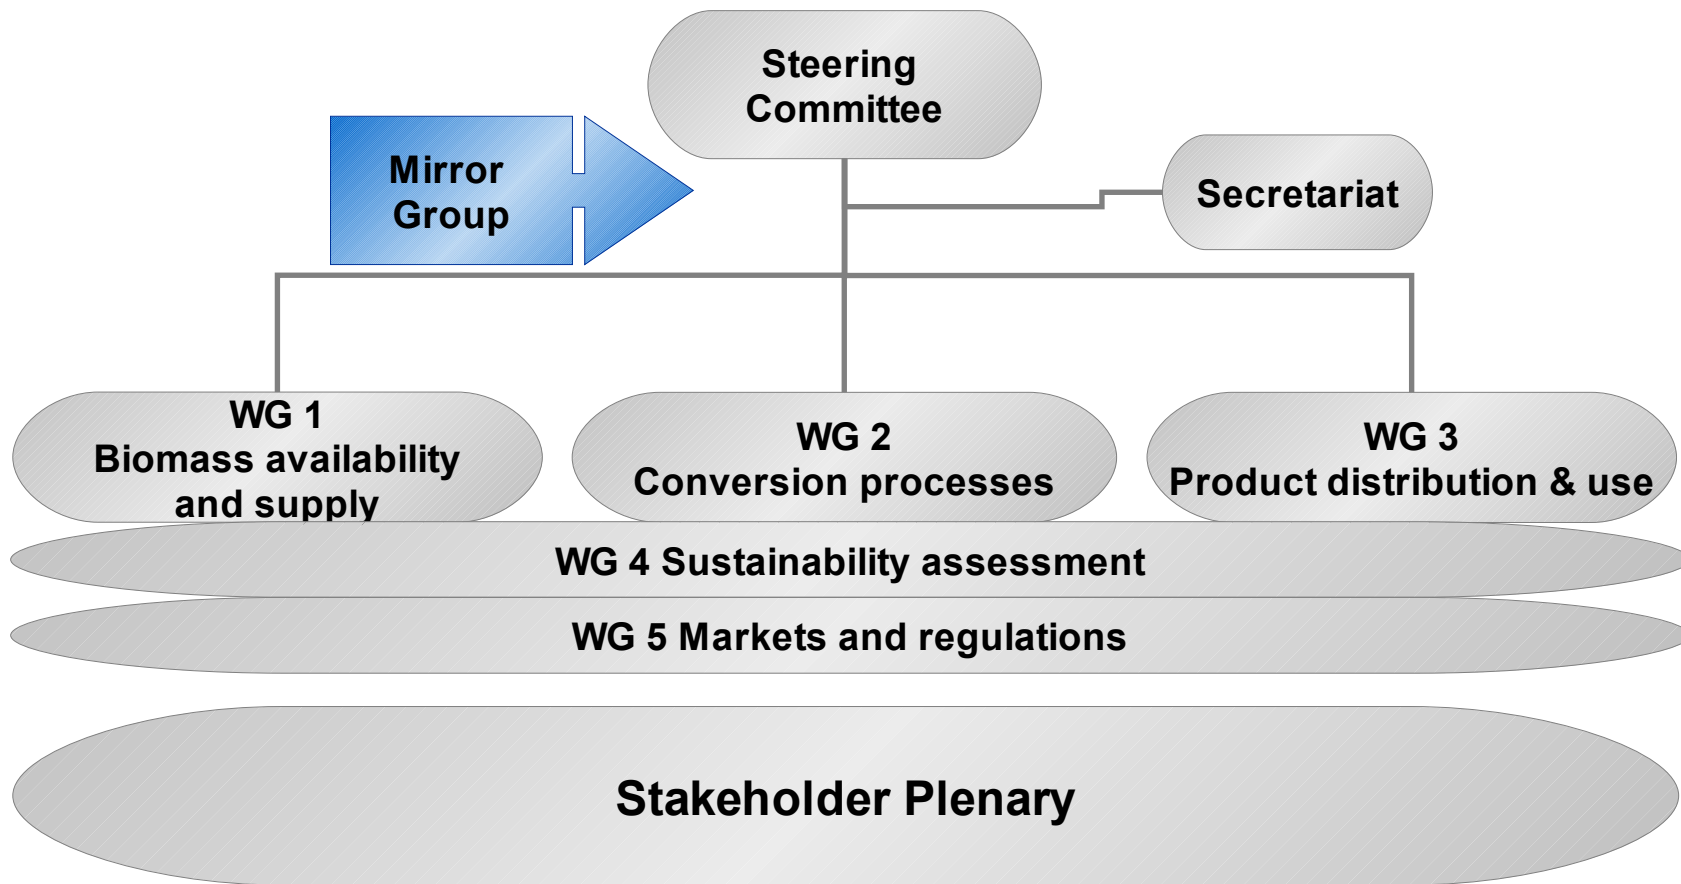 Steering
Committee
Mirror
Group
Secretariat
WG 1
Biomass availability
and supply
WG 2
Conversion processes
WG 3
Product distribution & use
WG 4 Sustainability assessment
WG 5 Markets and regulations
Stakeholder Plenary